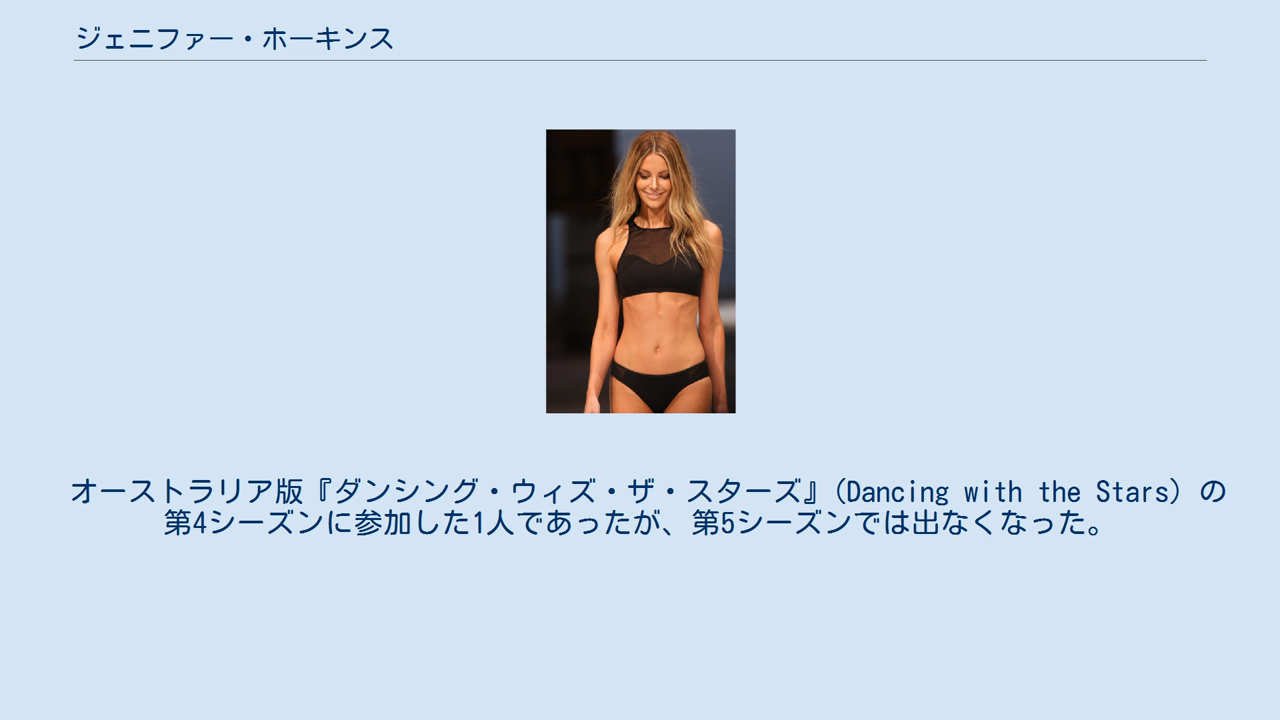 ジェニファー・ホーキンス
オーストラリア版『ダンシング・ウィズ・ザ・スターズ』(Dancing with the Stars) の
第4シーズンに参加した1人であったが、第5シーズンでは出なくなった。